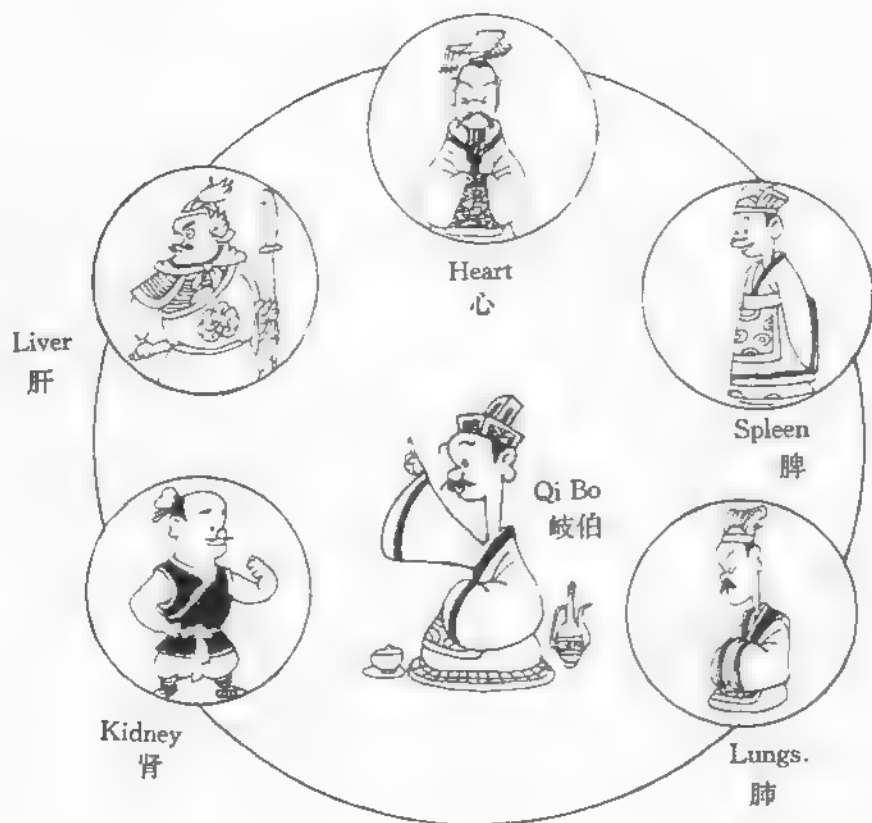 Heart
心
Liver
肝
Spleen
脾
Qi Bo
岐伯
Kidney
肾
Lungs.
肺